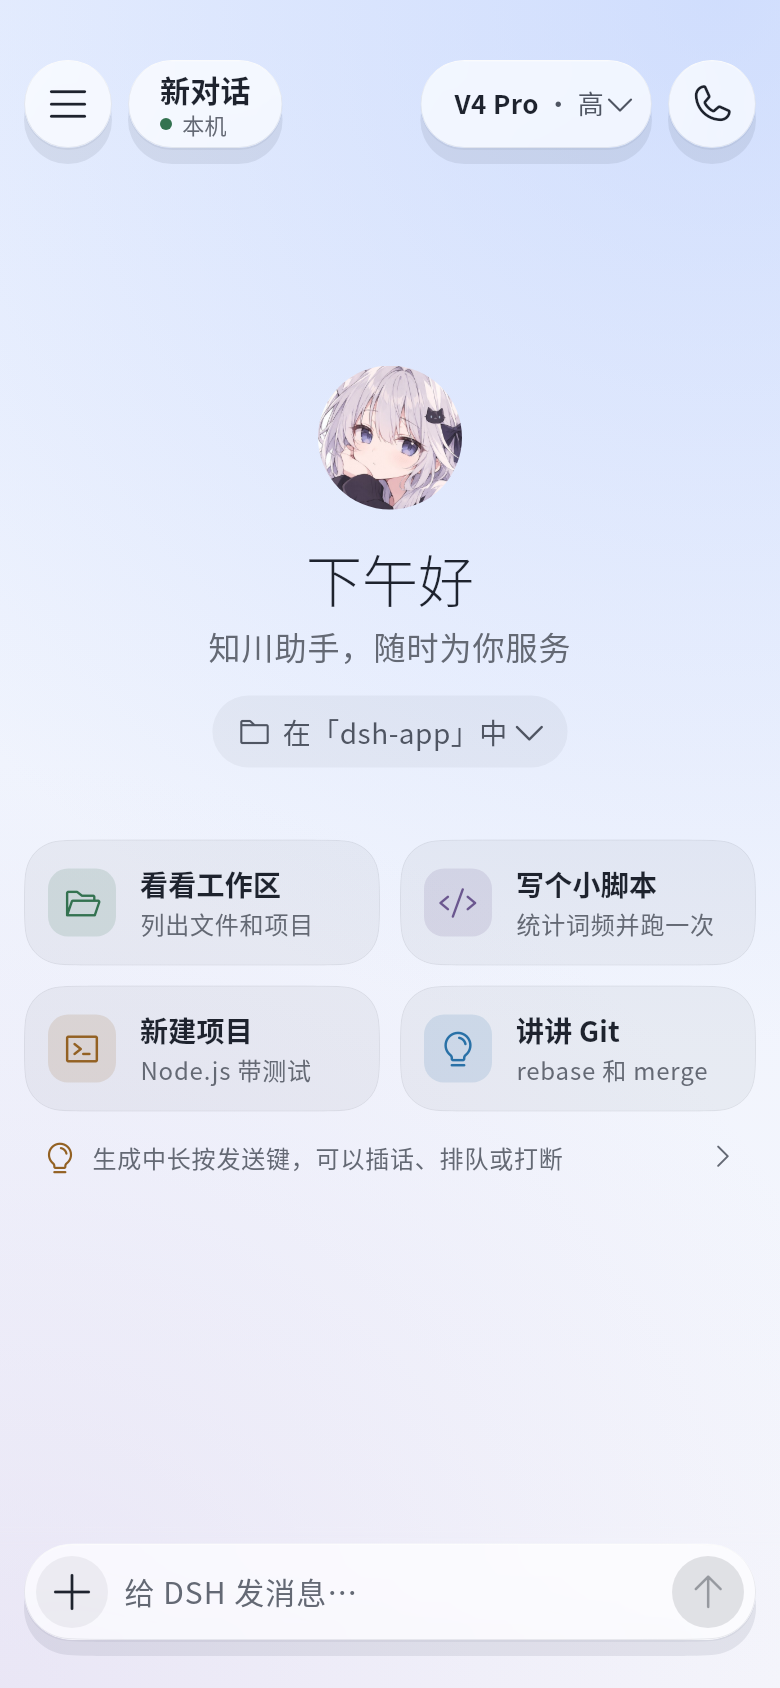 新对话
本机
V4 Pro · 高
下午好
知川助手，随时为你服务
在「dsh-app」中
看看工作区
列出文件和项目
写个小脚本
统计词频并跑一次
新建项目
Node.js 带测试
讲讲 Git
rebase 和 merge
生成中长按发送键，可以插话、排队或打断
给 DSH 发消息…